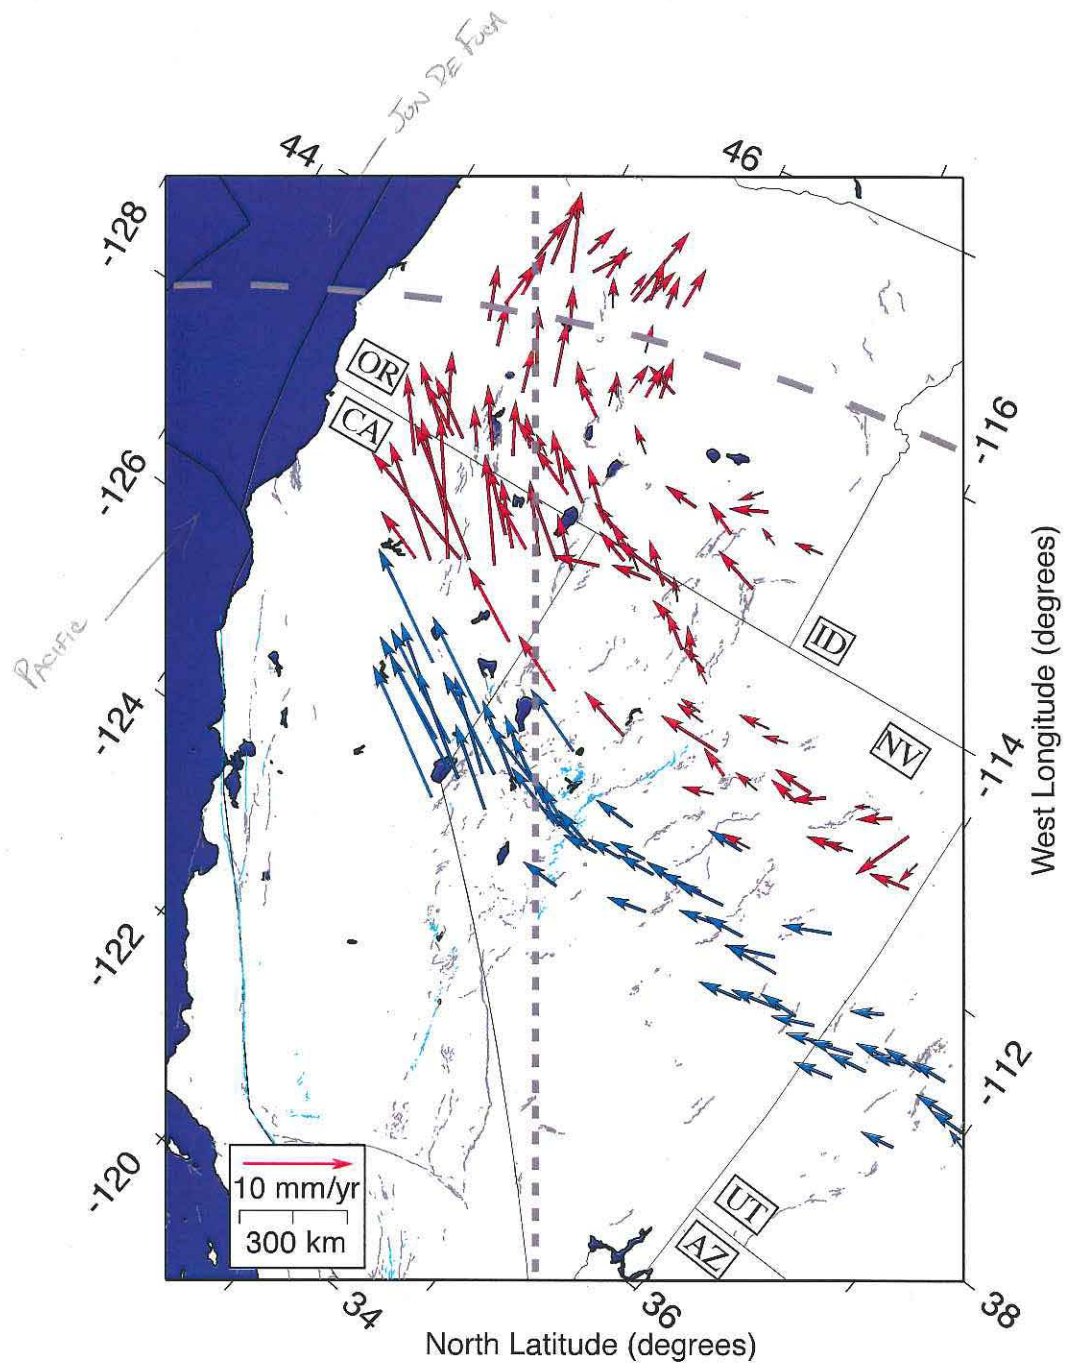 JUN DE FUCA
44
46
-128
OR
CA
-116
-126
PACIFIC
ID
-124
NV
-114
West Longitude (degrees)
-122
-112
-120
10 mm/yr
300 km
UT
AZ
34
36
38
North Latitude (degrees)